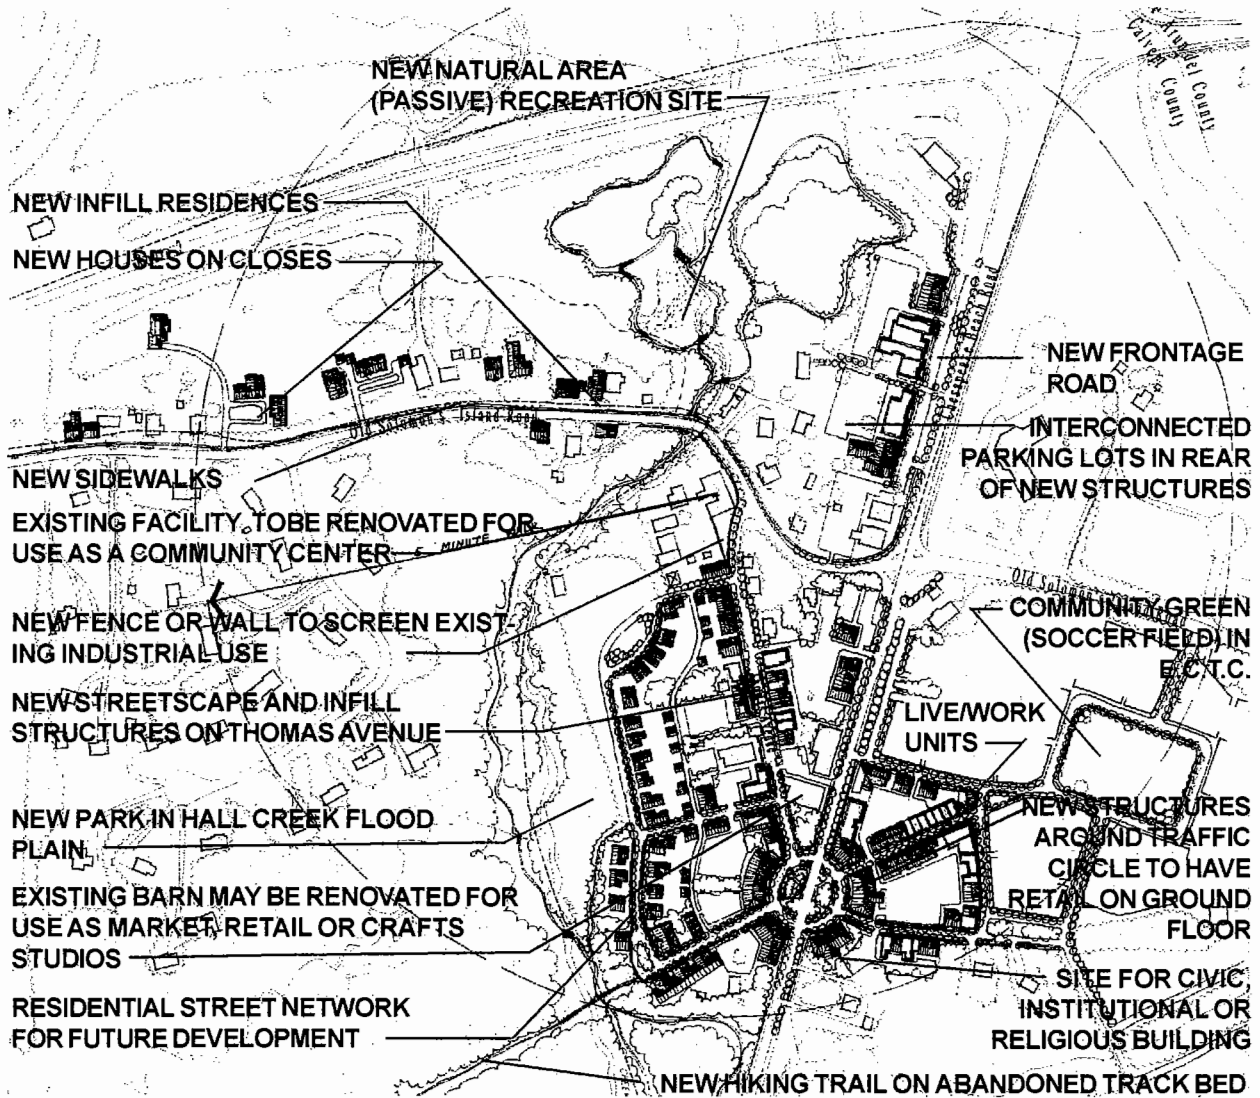 Arundel County
Calvert County
NEW NATURAL AREA
(PASSIVE) RECREATION SITE
NEW INFILL RESIDENCES
NEW HOUSES ON CLOSES
Chesapeake Beach Road
NEW FRONTAGE
ROAD
Old Solomon's Island Road
INTERCONNECTED
PARKING LOTS IN REAR
OF NEW STRUCTURES
NEW SIDEWALKS
EXISTING FACILITY TOBE RENOVATED FOR
USE AS A COMMUNITY CENTER
5 MINUTE
Old Solomon
NEW FENCE OR WALL TO SCREEN EXIST-
ING INDUSTRIAL USE
COMMUNITY GREEN
(SOCCER FIELD) IN
E.C.T.C.
NEW STREETSCAPE AND INFILL
STRUCTURES ON THOMAS AVENUE
LIVE/WORK
UNITS
NEW PARK IN HALL CREEK FLOOD
PLAIN
NEW STRUCTURES
AROUND TRAFFIC
CIRCLE TO HAVE
RETAIL ON GROUND
FLOOR
EXISTING BARN MAY BE RENOVATED FOR
USE AS MARKET, RETAIL OR CRAFTS
STUDIOS
SITE FOR CIVIC,
INSTITUTIONAL OR
RELIGIOUS BUILDING
RESIDENTIAL STREET NETWORK
FOR FUTURE DEVELOPMENT
NEW HIKING TRAIL ON ABANDONED TRACK BED